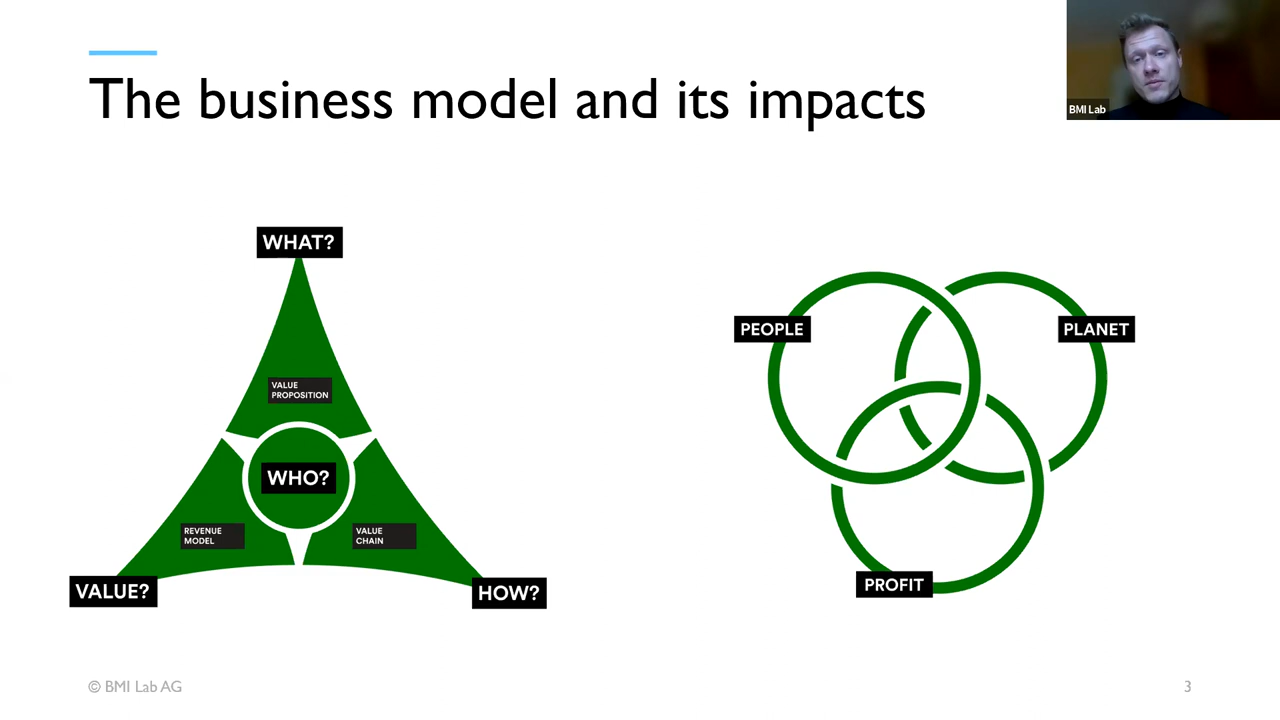 The business model and its impacts
BMI Lab
WHAT?
VALUE
PROPOSITION
WHO?
REVENUE
MODEL
VALUE
CHAIN
VALUE?
HOW?
PEOPLE
PLANET
PROFIT
© BMI Lab AG
3